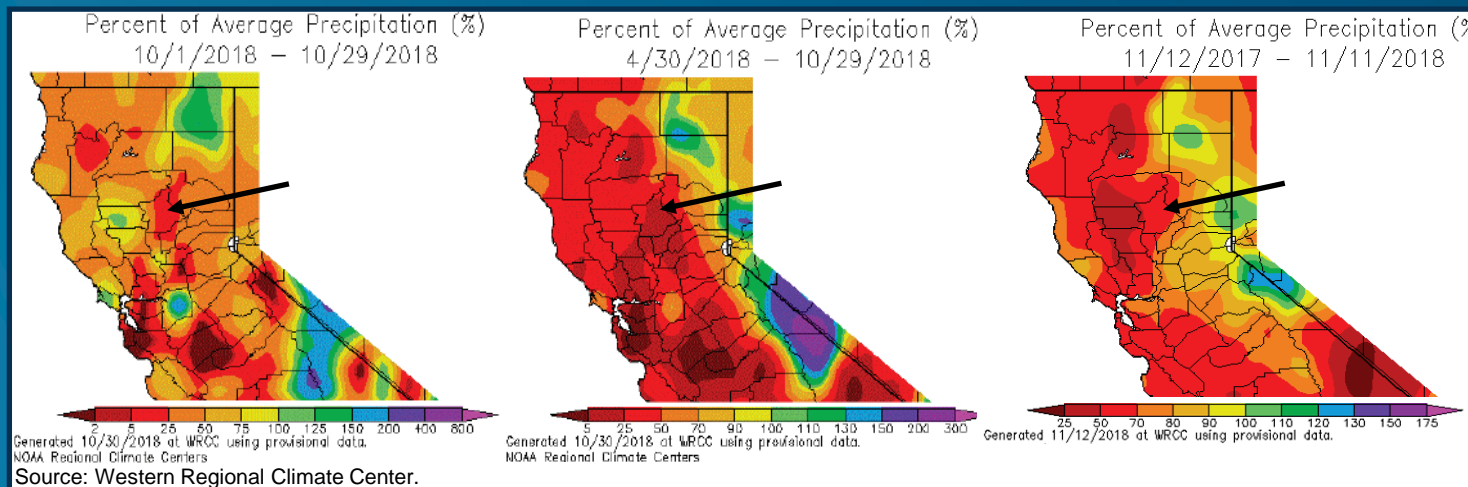 Percent of Average Precipitation (%)
10/1/2018 – 10/29/2018
2 5 25 50 75 100 125 150 200 400 800
Generated 10/30/2018 at WRCC using provisional data.
NOAA Regional Climate Centers
Percent of Average Precipitation (%)
4/30/2018 – 10/29/2018
5 25 50 70 90 100 110 130 150 200 300
Generated 10/30/2018 at WRCC using provisional data.
NOAA Regional Climate Centers
Percent of Average Precipitation (%
11/12/2017 – 11/11/2018
25 50 70 80 90 100 110 120 130 150 175
Generated 11/12/2018 at WRCC using provisional data.
Source: Western Regional Climate Center.